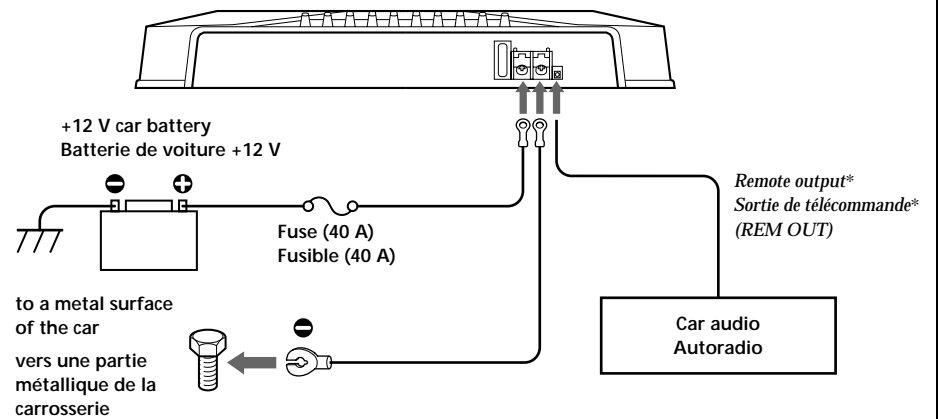 +12 V car battery
Batterie de voiture +12 V
Remote output*
Sortie de télécommande*
(REM OUT)
Fuse (40 A)
Fusible (40 A)
to a metal surface
of the car
vers une partie
métallique de la
carrosserie
Car audio
Autoradio